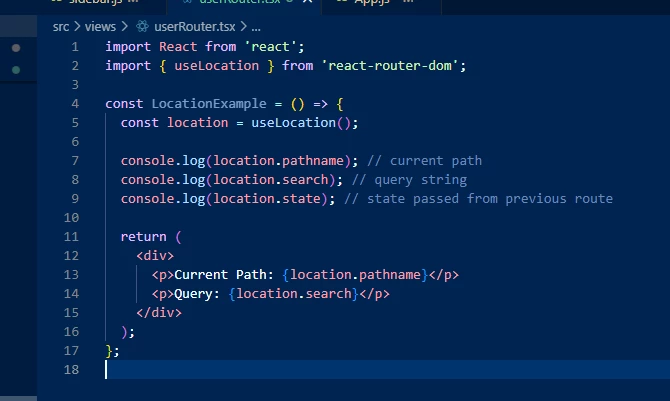 sidebar.js userRouter.tsx App.js
src > views > userRouter.tsx > ...
1 import React from 'react';
2 import { useLocation } from 'react-router-dom';
3
4 const LocationExample = () => {
5 const location = useLocation();
6
7 console.log(location.pathname); // current path
8 console.log(location.search); // query string
9 console.log(location.state); // state passed from previous route
10
11 return (
12 <div>
13 <p>Current Path: {location.pathname}</p>
14 <p>Query: {location.search}</p>
15 </div>
16 );
17 };
18